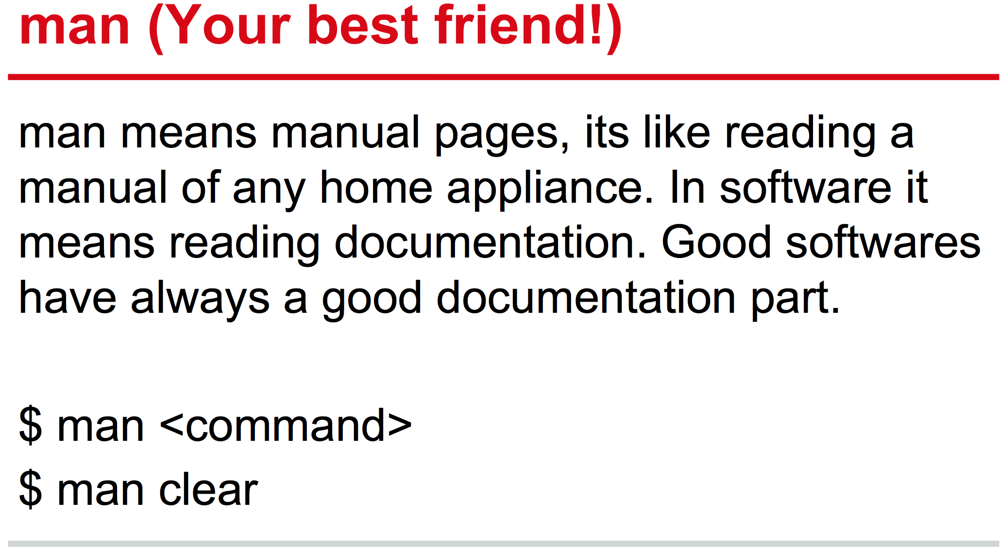 man (Your best friend!)
man means manual pages, its like reading a
manual of any home appliance. In software it
means reading documentation. Good softwares
have always a good documentation part.
$ man <command>
$ man clear